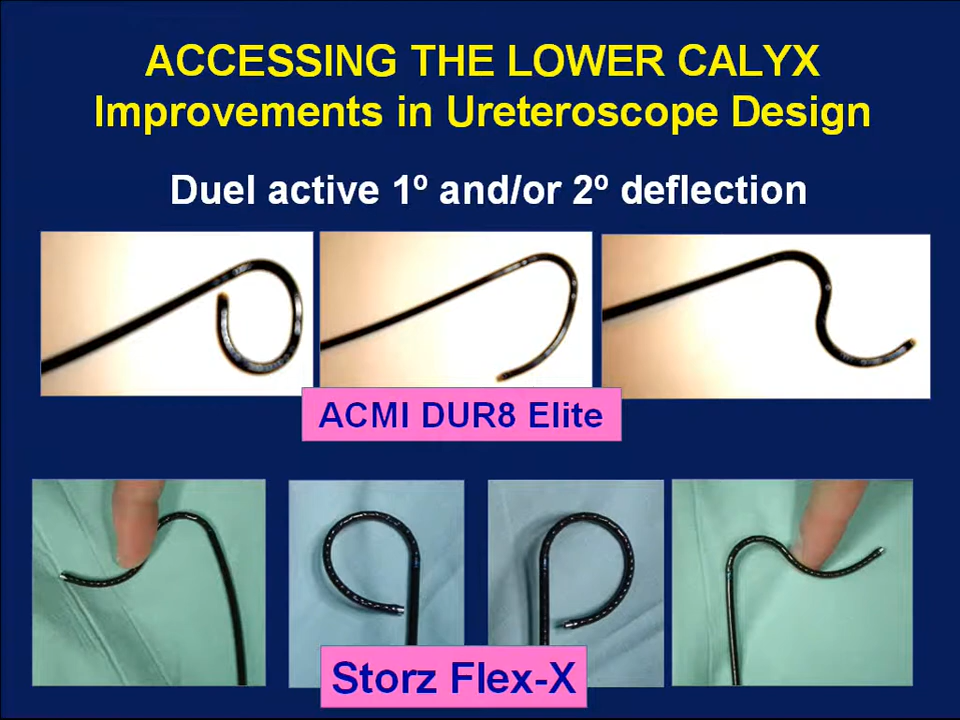 ACCESSING THE LOWER CALYX
Improvements in Ureteroscope Design
Duel active 1º and/or 2º deflection
ACMI DUR8 Elite
Storz Flex-X